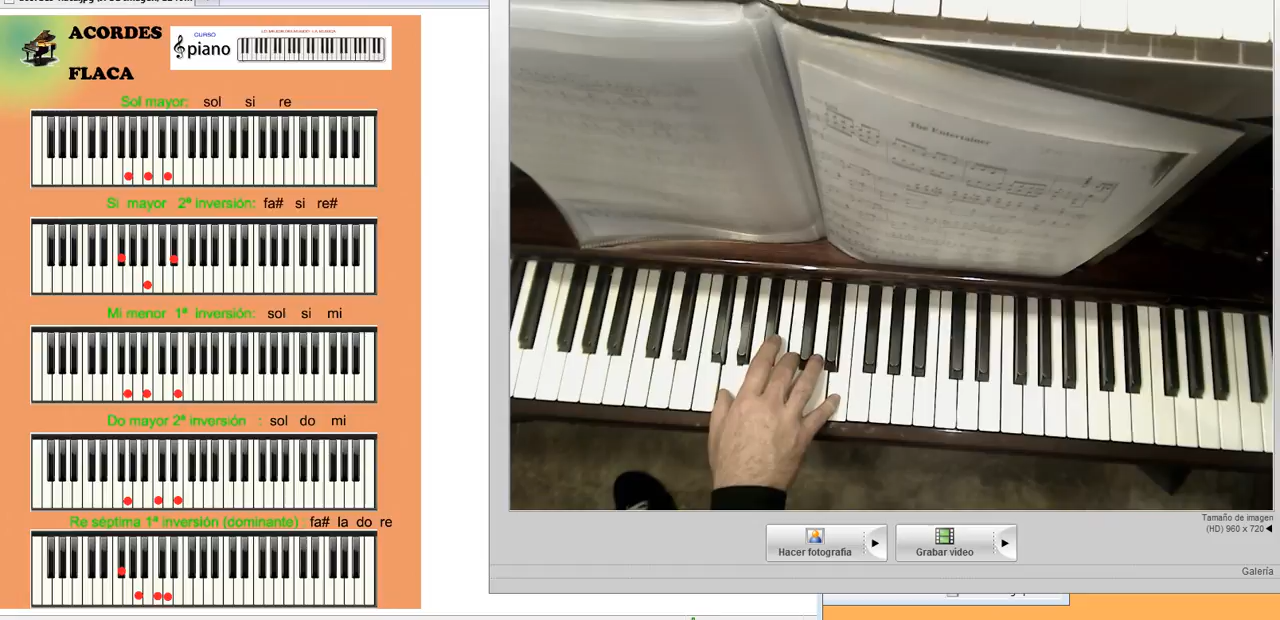 ACORDES
FLACA
CURSO
piano
Sol mayor: sol si re
Si mayor 2ª inversión: fa# si re#
Mi menor 1ª inversión: sol si mi
Do mayor 2ª inversión : sol do mi
Re séptima 1ª inversión (dominante) : fa# la do re
The Entertainer
Tamaño de imagen
(HD) 960 x 720
Hacer fotografia
Grabar video
Galería